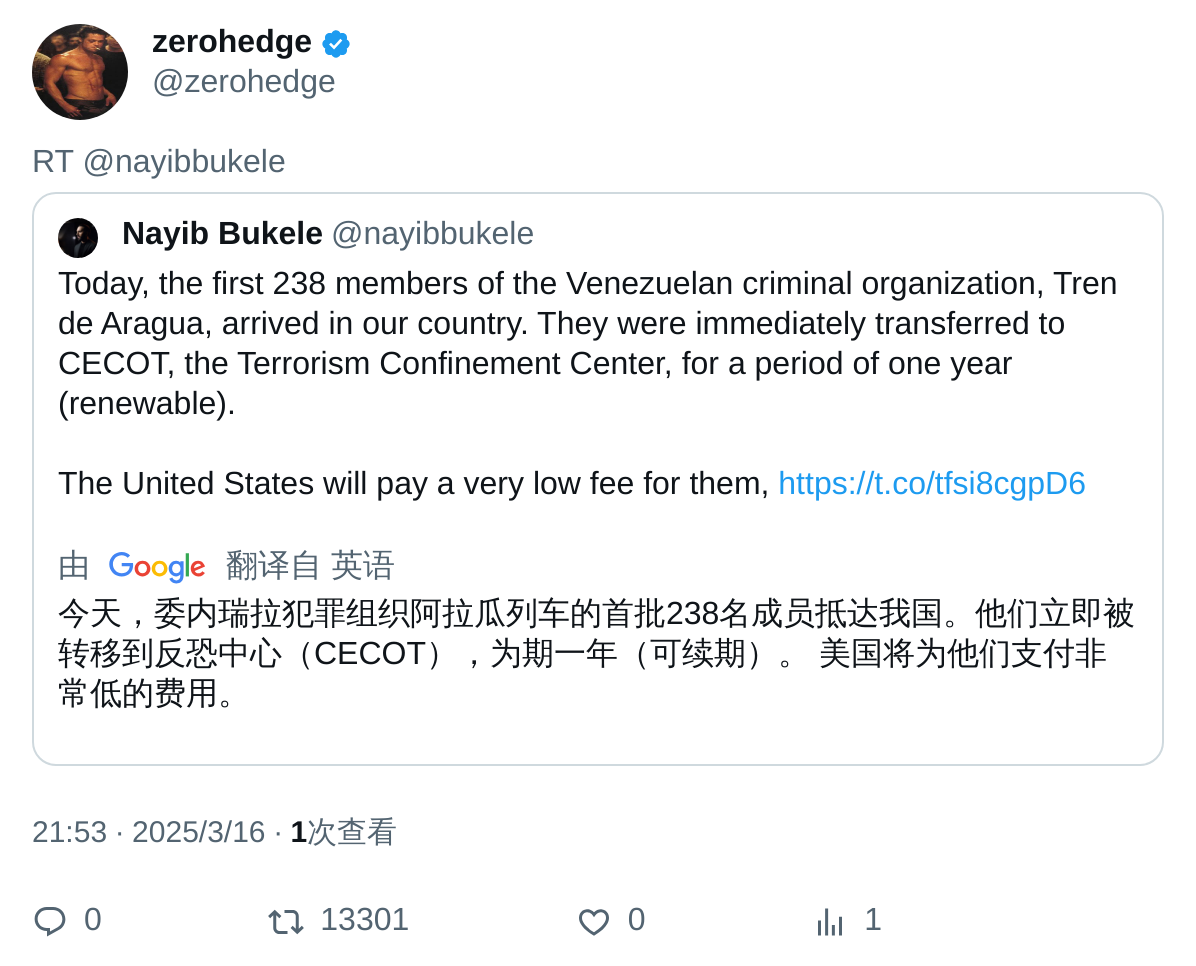 zerohedge
@zerohedge
RT @nayibbukele
Nayib Bukele @nayibbukele
Today, the first 238 members of the Venezuelan criminal organization, Tren
de Aragua, arrived in our country. They were immediately transferred to
CECOT, the Terrorism Confinement Center, for a period of one year
(renewable).
The United States will pay a very low fee for them, https://t.co/tfsi8cgpD6
由 Google 翻译自 英语
今天，委内瑞拉犯罪组织阿拉瓜列车的首批238名成员抵达我国。他们立即被
转移到反恐中心（CECOT），为期一年（可续期）。 美国将为他们支付非
常低的费用。
21:53 · 2025/3/16 · 1次查看
0 13301 0 1